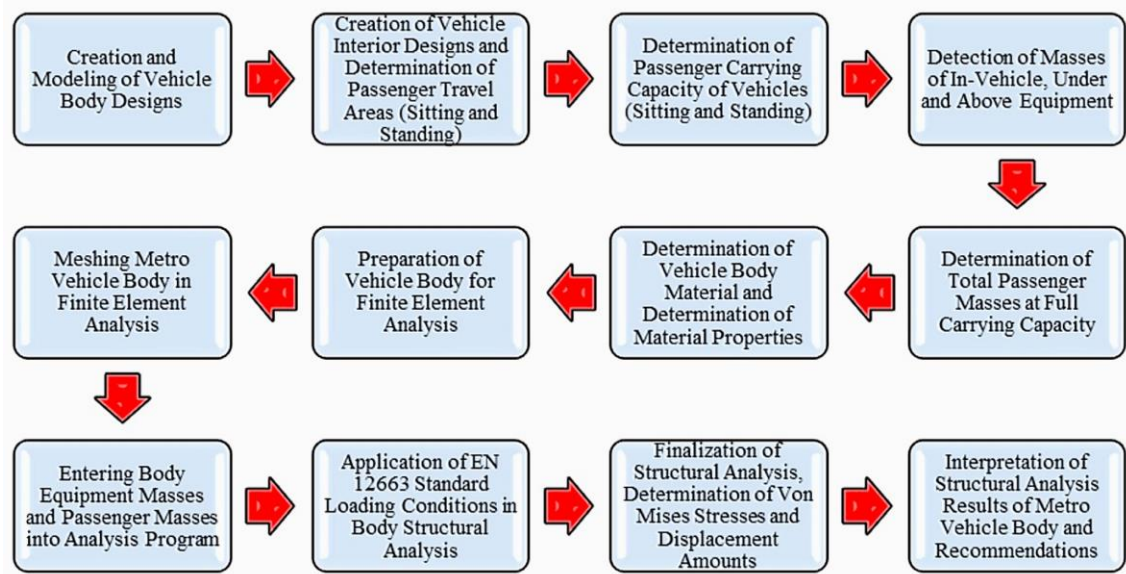 Creation and
Modeling of Vehicle
Body Designs
Creation of Vehicle
Interior Designs and
Determination of
Passenger Travel
Areas (Sitting and
Standing)
Determination of
Passenger Carrying
Capacity of Vehicles
(Sitting and Standing)
Detection of Masses
of In-Vehicle, Under
and Above Equipment
Determination of
Total Passenger
Masses at Full
Carrying Capacity
Determination of
Vehicle Body
Material and
Determination of
Material Properties
Preparation of
Vehicle Body for
Finite Element
Analysis
Meshing Metro
Vehicle Body in
Finite Element
Analysis
Entering Body
Equipment Masses
and Passenger Masses
into Analysis Program
Application of EN
12663 Standard
Loading Conditions in
Body Structural
Analysis
Finalization of
Structural Analysis,
Determination of Von
Mises Stresses and
Displacement
Amounts
Interpretation of
Structural Analysis
Results of Metro
Vehicle Body and
Recommendations